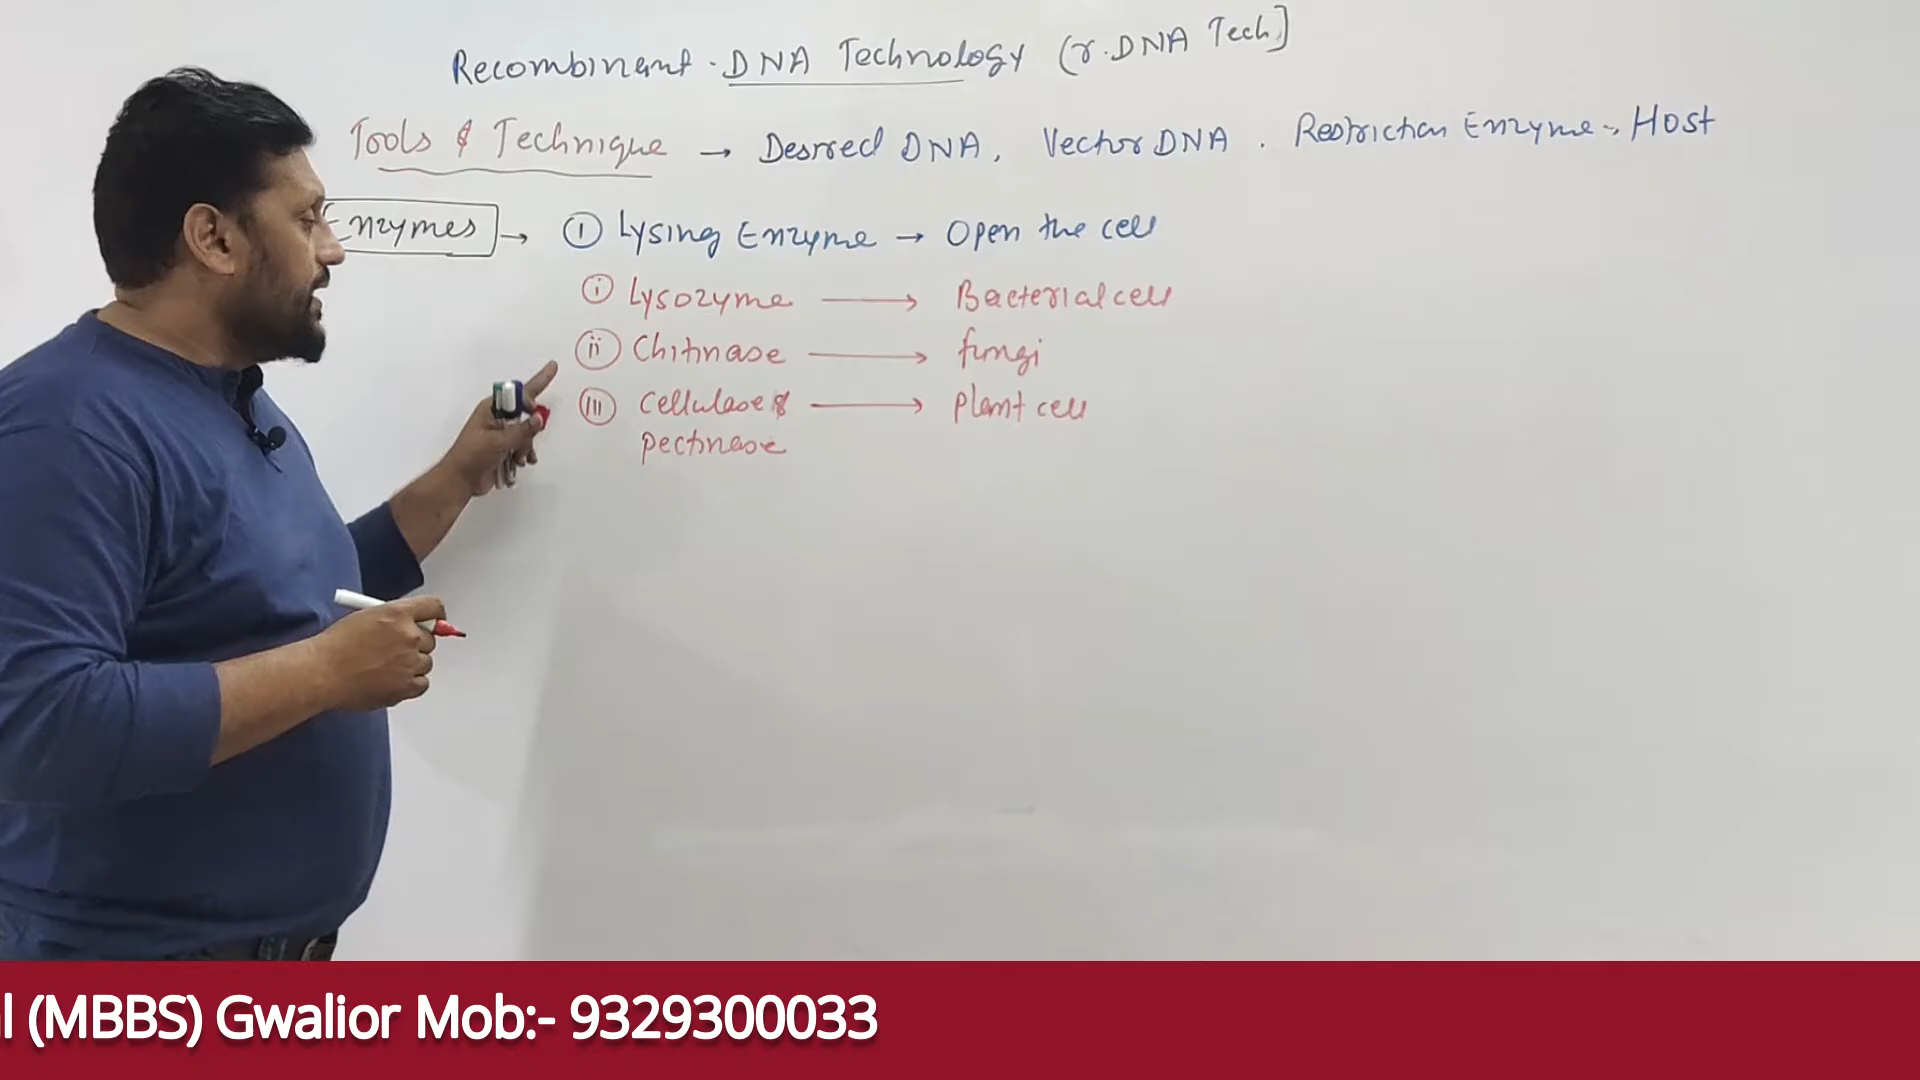 Recombinant DNA Technology (r.DNA Tech]
Tools & Technique → Desired DNA, Vector DNA. Restriction Enzyme, Host
Enzymes → ① Lysing Enzyme → Open the cell
ⓘ Lysozyme → Bacterial cell
ii Chitinase → fungi
iii Cellulase & → Plant cell
pectinase
l (MBBS) Gwalior Mob:- 9329300033